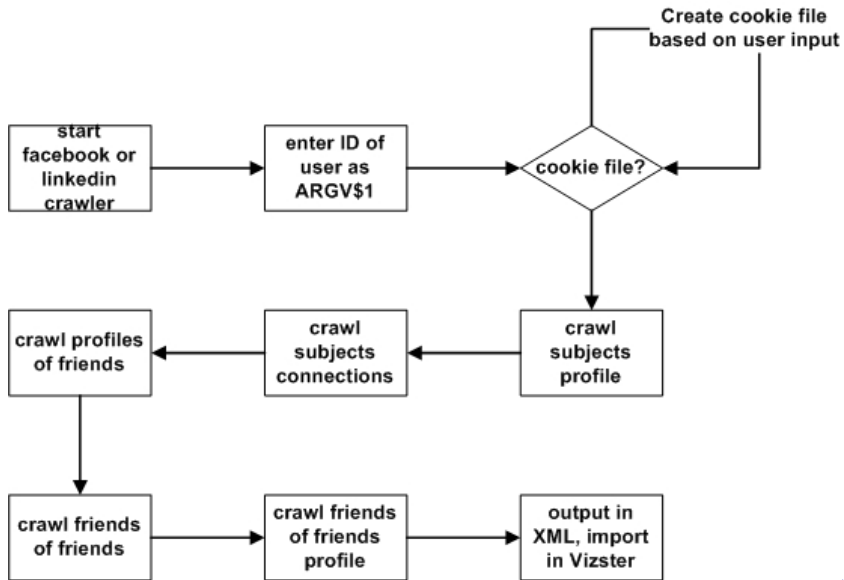 Create cookie file
based on user input
start
facebook or
linkedin
crawler
enter ID of
user as
ARGV$1
cookie file?
crawl profiles
of friends
crawl
subjects
connections
crawl
subjects
profile
crawl friends
of friends
crawl friends
of friends
profile
output in
XML, import
in Vizster